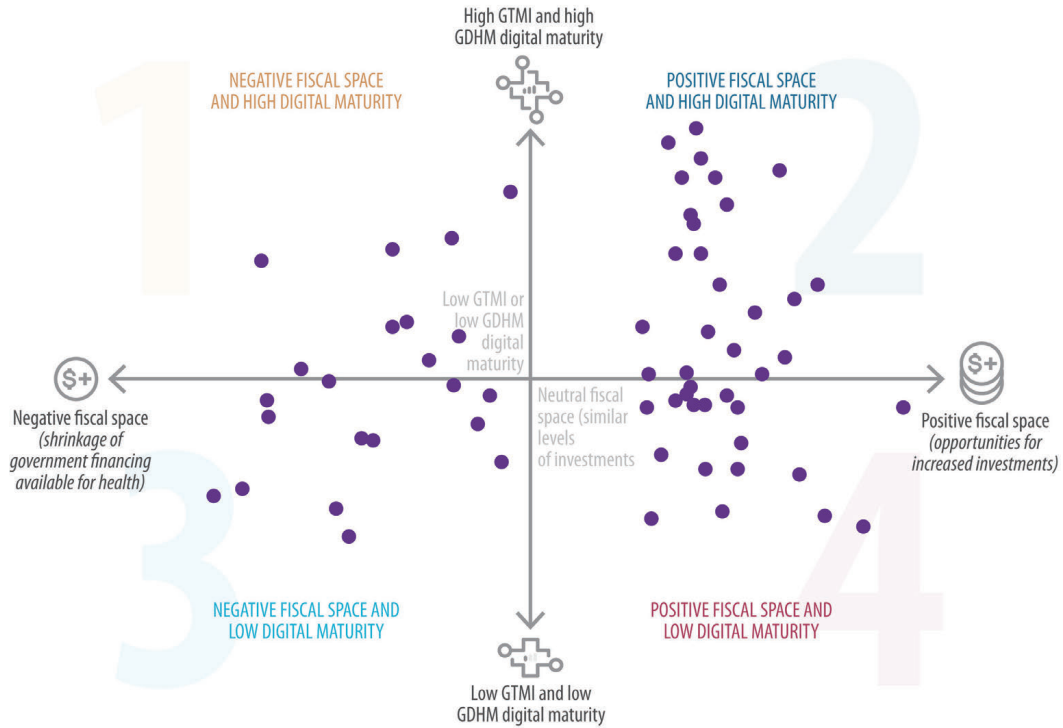 High GTMI and high
GDHM digital maturity
1
NEGATIVE FISCAL SPACE
AND HIGH DIGITAL MATURITY
POSITIVE FISCAL SPACE
AND HIGH DIGITAL MATURITY
2
Low GTMI or
low GDHM
digital
maturity
$+
Negative fiscal space
(shrinkage of
government financing
available for health)
Neutral fiscal
space (similar
levels
of investments
$+
Positive fiscal space
(opportunities for
increased investments)
3
NEGATIVE FISCAL SPACE AND
LOW DIGITAL MATURITY
POSITIVE FISCAL SPACE AND
LOW DIGITAL MATURITY
4
Low GTMI and low
GDHM digital maturity